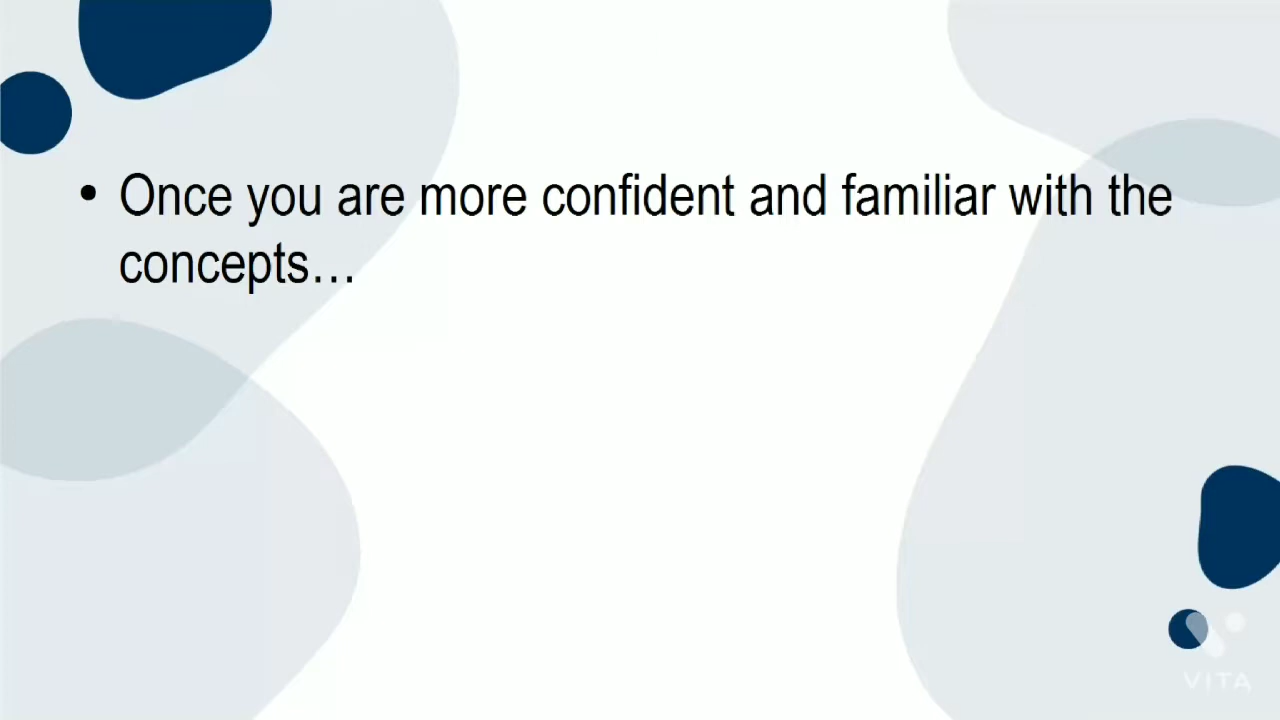 • Once you are more confident and familiar with the
concepts…
VITA